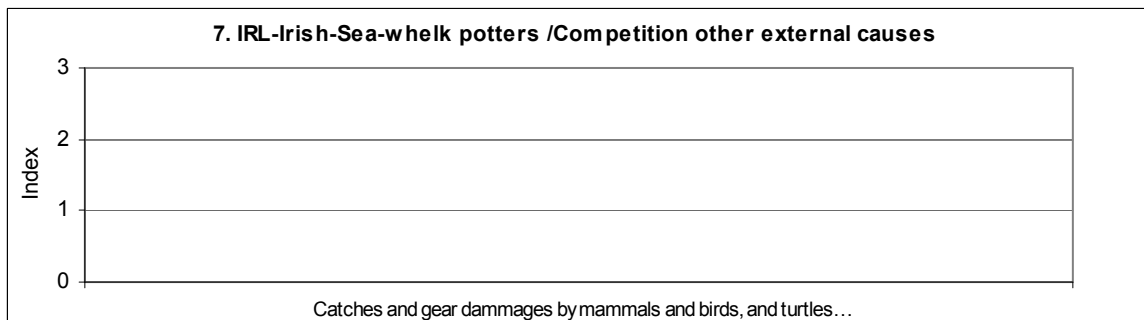 7. IRL-Irish-Sea-whelk potters /Competition other external causes
3
2
1
0
Index
Catches and gear dammages by mammals and birds, and turtles…